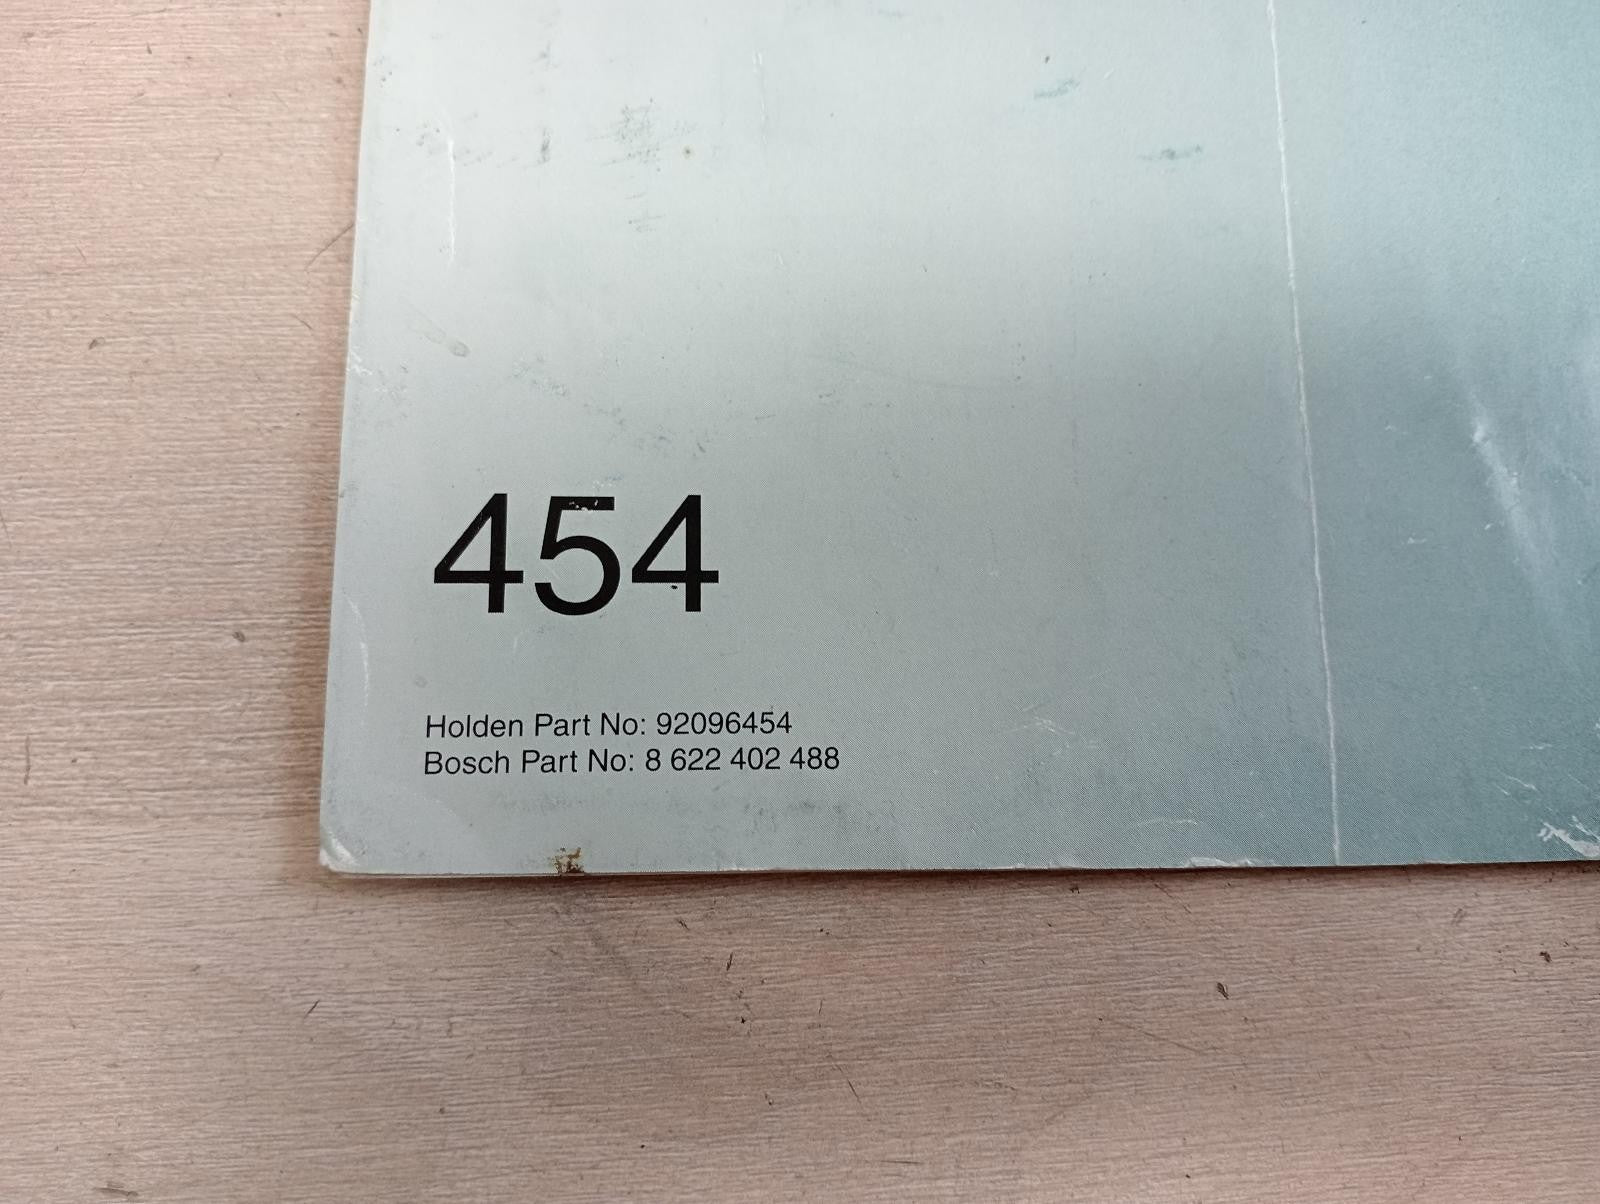 454
Holden Part No: 92096454
Bosch Part No: 8 622 402 488